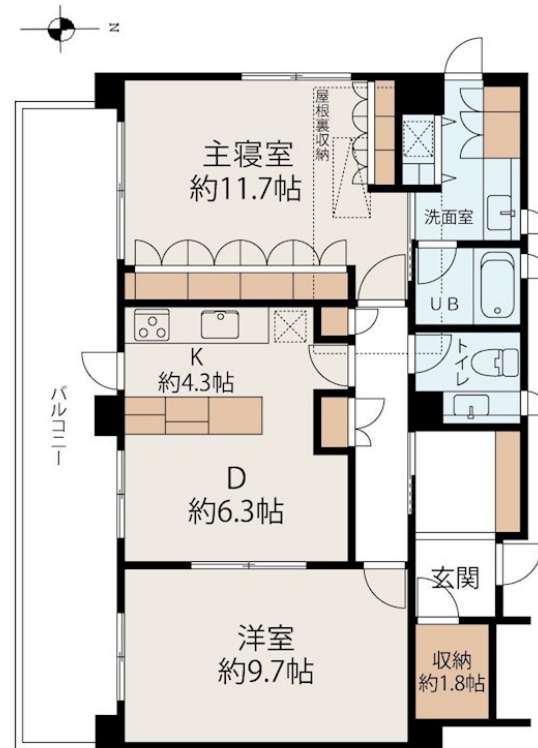 N
屋根裏収納
主寝室
約11.7帖
洗面室
UB
K
約4.3帖
トイレ
バルコニー
D
約6.3帖
玄関
洋室
約9.7帖
収納
約1.8帖